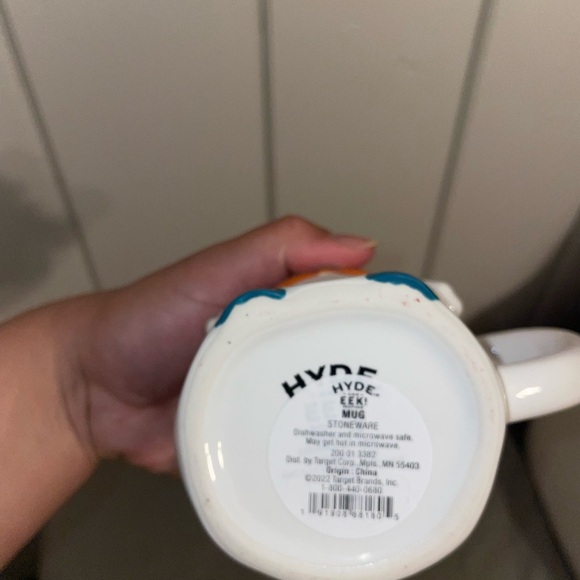 HYDE
HYDE
EEK!
MUG
STONEWARE
Dishwasher and microwave safe.
May get hot in microwave.
200 01 3382
Dist. by Target Corp., Mpls., MN 55403
Origin : China
©2022 Target Brands, Inc.
1-800-440-0680